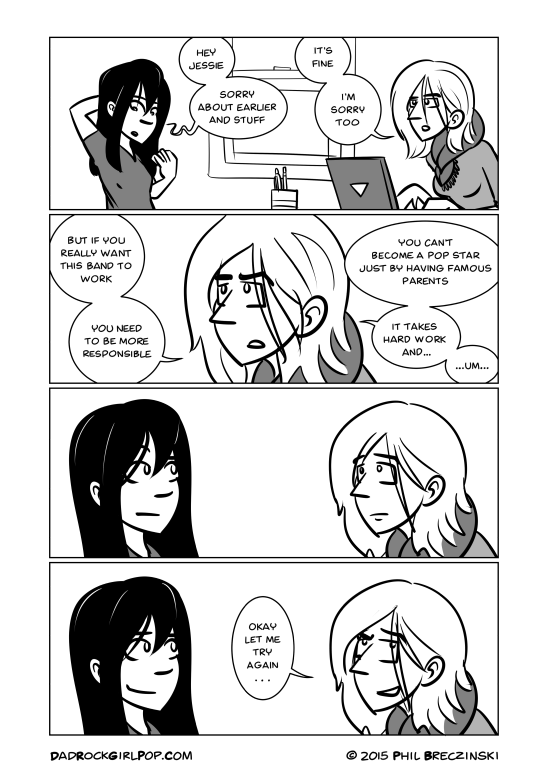 HEY
JESSIE
SORRY
ABOUT EARLIER
AND STUFF
IT'S
FINE
I'M
SORRY
TOO
BUT IF YOU
REALLY WANT
THIS BAND TO
WORK
YOU NEED
TO BE MORE
RESPONSIBLE
YOU CAN'T
BECOME A POP STAR
JUST BY HAVING FAMOUS
PARENTS
IT TAKES
HARD WORK
AND...
...UM...
OKAY
LET ME
TRY
AGAIN
...
DADROCKGIRLPOP.COM
© 2015 PHIL BRECZINSKI